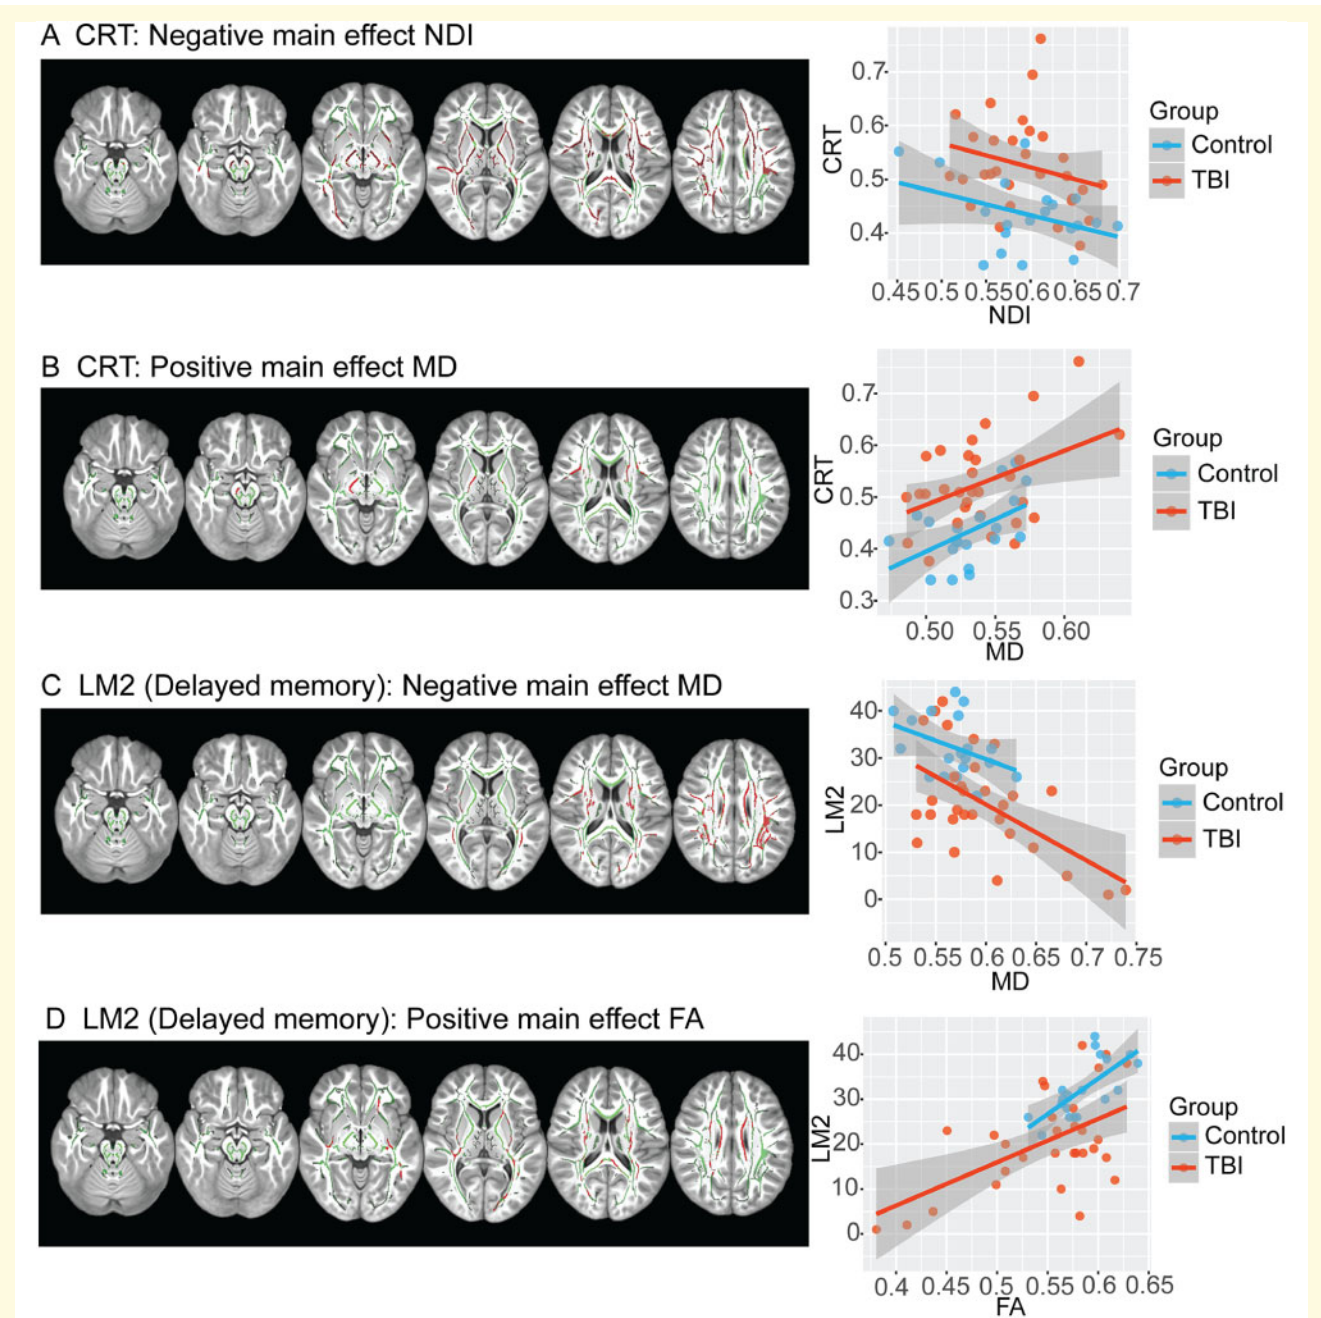 A CRT: Negative main effect NDI
CRT
0.7
0.6
0.5
0.4
0.45 0.5 0.55 0.6 0.65 0.7
NDI
Group
Control
TBI
B CRT: Positive main effect MD
CRT
0.7
0.6
0.5
0.4
0.3
0.50 0.55 0.60
MD
Group
Control
TBI
C LM2 (Delayed memory): Negative main effect MD
LM2
40
30
20
10
0
0.5 0.55 0.6 0.65 0.7 0.75
MD
Group
Control
TBI
D LM2 (Delayed memory): Positive main effect FA
LM2
40
30
20
10
0
0.4 0.45 0.5 0.55 0.6 0.65
FA
Group
Control
TBI